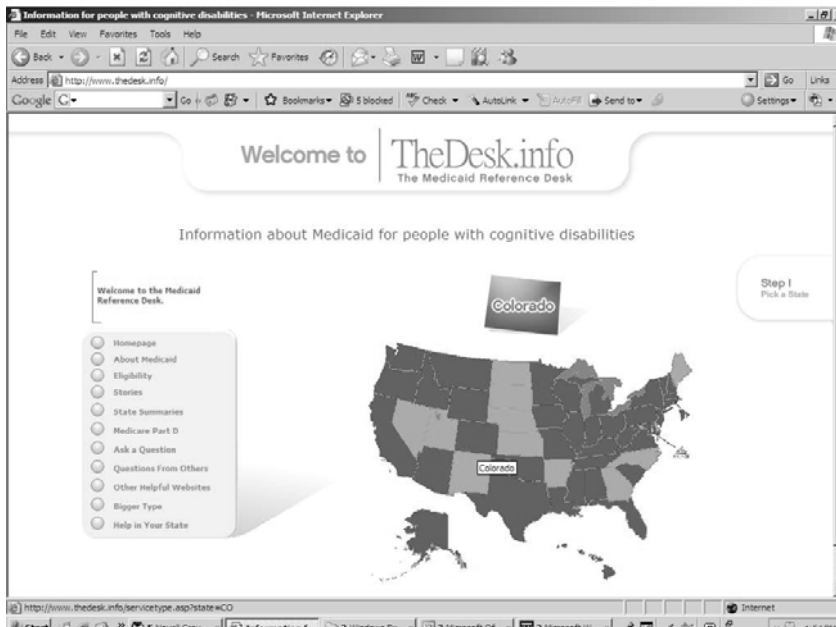 Information for people with cognitive disabilities - Microsoft Internet Explorer
File Edit View Favorites Tools Help
Back Search Favorites
Address http://www.thedesk.info/ Go Links
Google G Go Bookmarks 5 blocked Check AutoLink AutoFill Send to Settings
Welcome to TheDesk.info
The Medicaid Reference Desk
Information about Medicaid for people with cognitive disabilities
Welcome to the Medicaid
Reference Desk.
Step 1
Pick a State
Colorado
Homepage
About Medicaid
Eligibility
Stories
State Summaries
Medicare Part D
Ask a Question
Questions From Others
Other Helpful Websites
Bigger Type
Help in Your State
Colorado
http://www.thedesk.info/servicetype.asp?state=CO Internet
Start